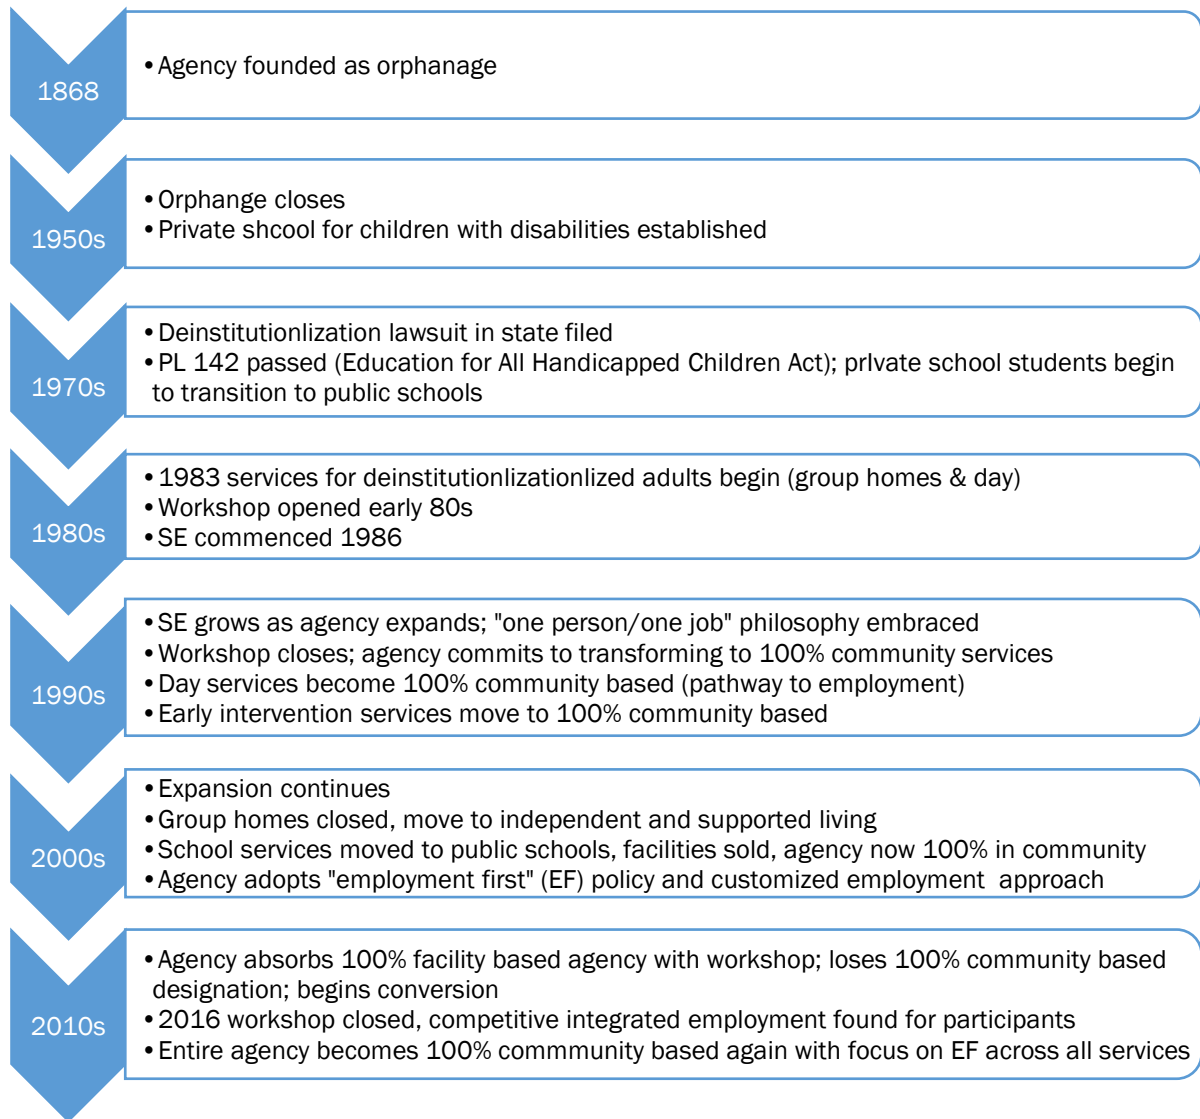 1868
•Agency founded as orphanage
1950s
•Orphange closes
•Private shcool for children with disabilities established
1970s
•Deinstitutionlization lawsuit in state filed
•PL 142 passed (Education for All Handicapped Children Act); prIvate school students begin
to transition to public schools
1980s
•1983 services for deinstitutionlizationlized adults begin (group homes & day)
•Workshop opened early 80s
•SE commenced 1986
1990s
•SE grows as agency expands; "one person/one job" philosophy embraced
•Workshop closes; agency commits to transforming to 100% community services
•Day services become 100% community based (pathway to employment)
•Early intervention services move to 100% community based
2000s
•Expansion continues
•Group homes closed, move to independent and supported living
•School services moved to public schools, facilities sold, agency now 100% in community
•Agency adopts "employment first" (EF) policy and customized employment approach
2010s
•Agency absorbs 100% facility based agency with workshop; loses 100% community based
designation; begins conversion
•2016 workshop closed, competitive integrated employment found for participants
•Entire agency becomes 100% commmunity based again with focus on EF across all services